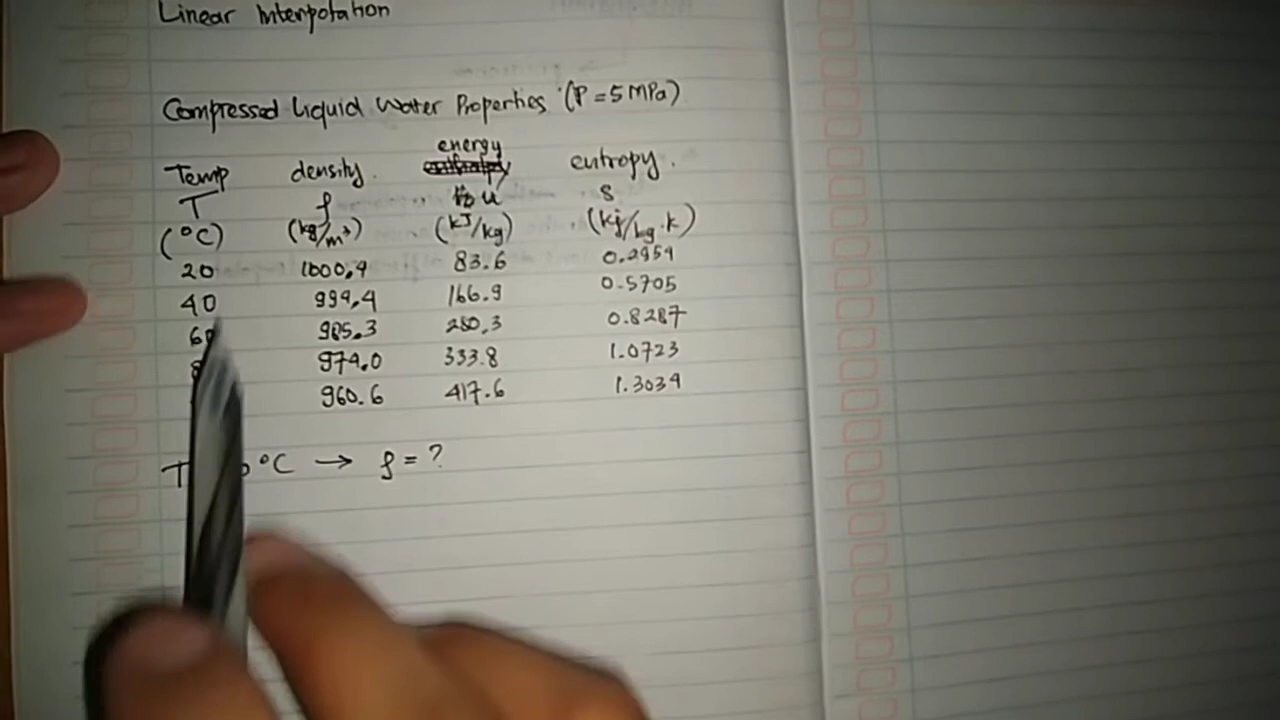 Linear Interpolation
Compressed Liquid Water Properties (P = 5 MPa)
Temp density energy entropy.
T ρ u s
(°C) (kg/m³) (kJ/kg) (kJ/kg.k)
20 1000.4 83.6 0.2954
40 994.4 166.9 0.5705
985.3 250.3 0.8287
974.0 333.8 1.0723
960.6 417.6 1.3034
T °C → ρ = ?